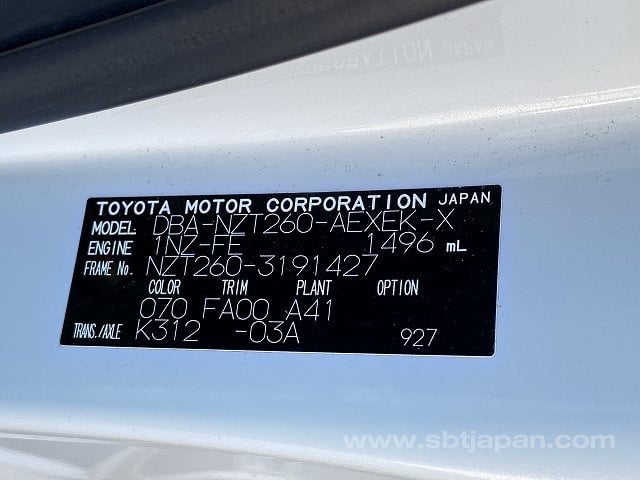 TOYOTA MOTOR CORPORATION JAPAN
MODEL DBA-NZT260-AEXEK-X
ENGINE 1NZ-FE 1496 mL
FRAME No. NZT260-3191427
COLOR TRIM PLANT OPTION
070 FA00 A41
TRANS./AXLE K312 -03A 927
www.sbtjapan.com